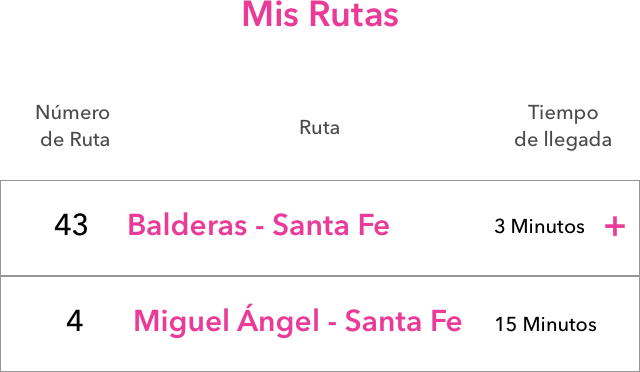 Mis Rutas
Número de Ruta
Ruta
Tiempo de llegada
43 Balderas - Santa Fe 3 Minutos +
4 Miguel Ángel - Santa Fe 15 Minutos